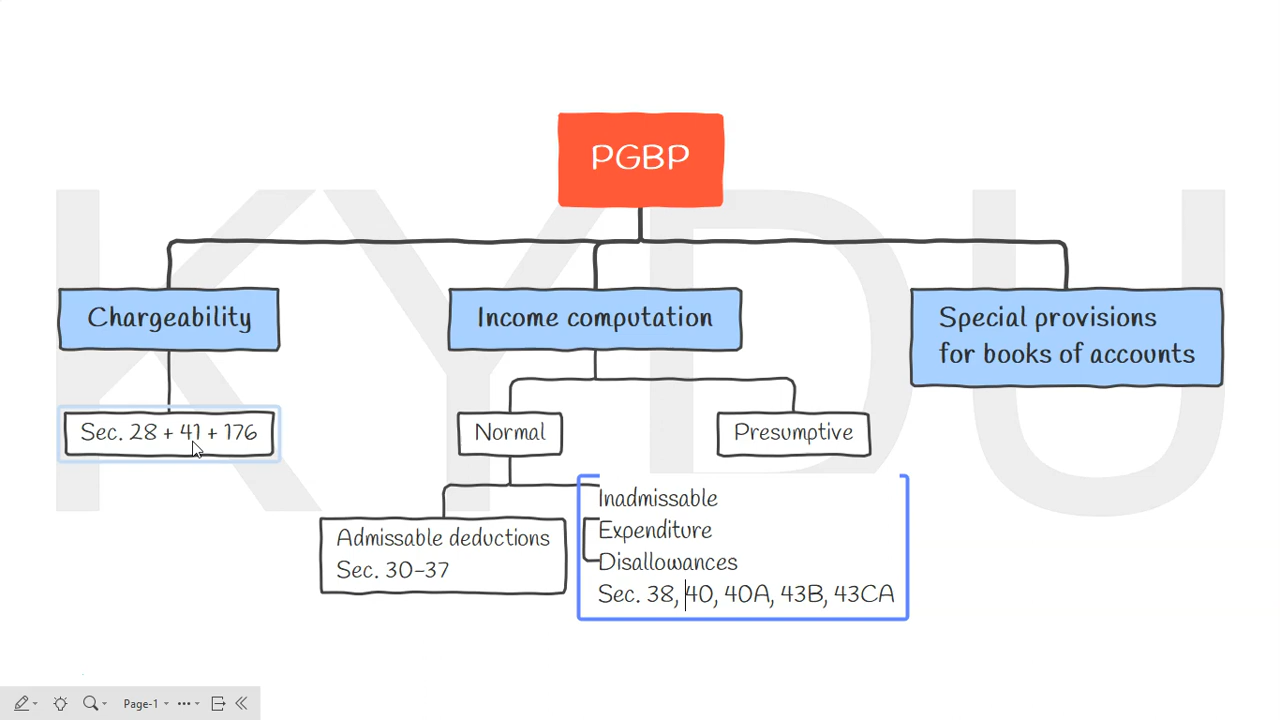 KYDU
PGBP
Chargeability
Income computation
Special provisions
for books of accounts
Sec. 28 + 41 + 176
Normal
Presumptive
Admissable deductions
Sec. 30-37
Inadmissable
Expenditure
Disallowances
Sec. 38, 40, 40A, 43B, 43CA
Page-1